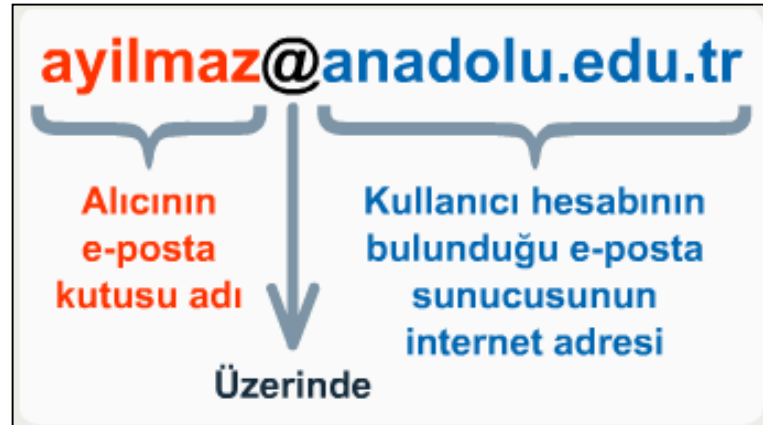 ayilmaz@anadolu.edu.tr
Alıcının
e-posta
kutusu adı
Kullanıcı hesabının
bulunduğu e-posta
sunucusunun
internet adresi
Üzerinde